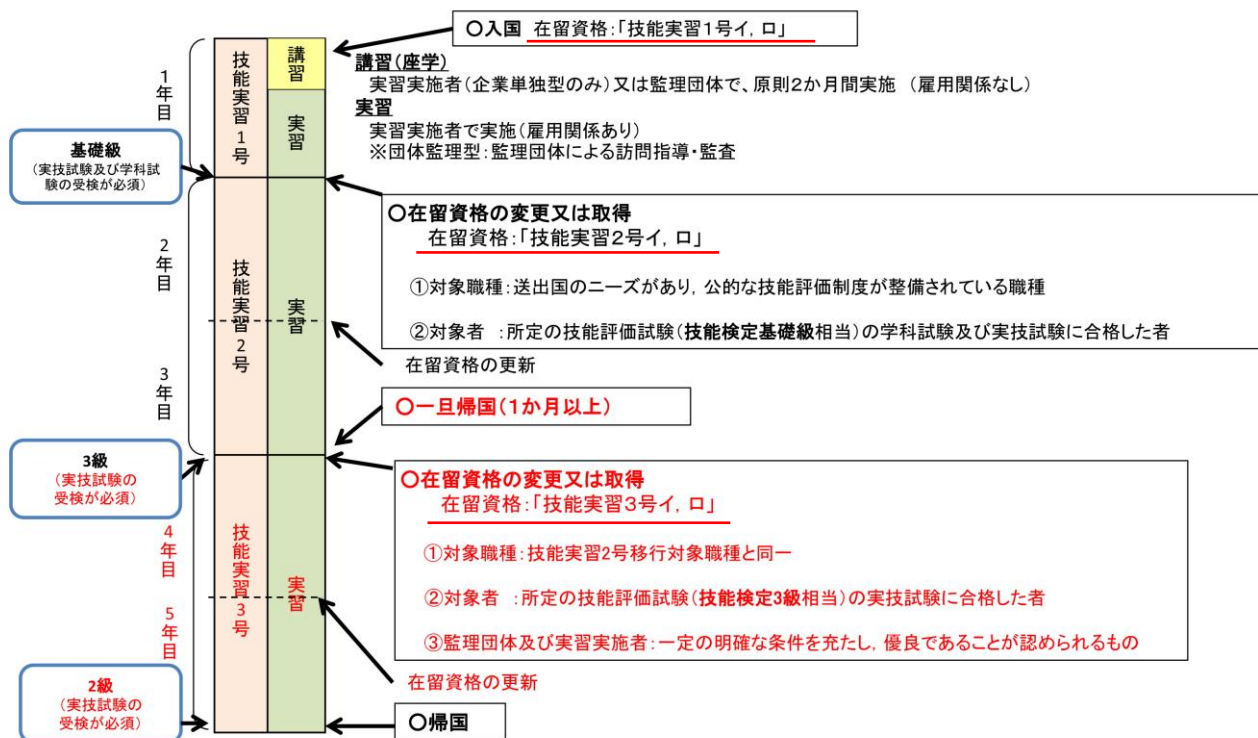 〇入国 在留資格:「技能実習1号イ, ロ」
1年目
技能実習1号
講習
実習
講習(座学)
実習実施者(企業単独型のみ)又は監理団体で、原則2か月間実施 (雇用関係なし)
実習
実習実施者で実施(雇用関係あり)
※団体監理型:監理団体による訪問指導・監査
基礎級
(実技試験及び学科試
験の受検が必須)
〇在留資格の変更又は取得
在留資格:「技能実習2号イ, ロ」
①対象職種:送出国のニーズがあり, 公的な技能評価制度が整備されている職種
②対象者 :所定の技能評価試験(技能検定基礎級相当)の学科試験及び実技試験に合格した者
2年目
技能実習2号
実習
在留資格の更新
3年目
〇一旦帰国(1か月以上)
3級
(実技試験の
受検が必須)
〇在留資格の変更又は取得
在留資格:「技能実習3号イ, ロ」
①対象職種:技能実習2号移行対象職種と同一
②対象者 :所定の技能評価試験(技能検定3級相当)の実技試験に合格した者
③監理団体及び実習実施者:一定の明確な条件を充たし, 優良であることが認められるもの
4年目
技能実習3号
実習
5年目
在留資格の更新
2級
(実技試験の
受検が必須)
〇帰国